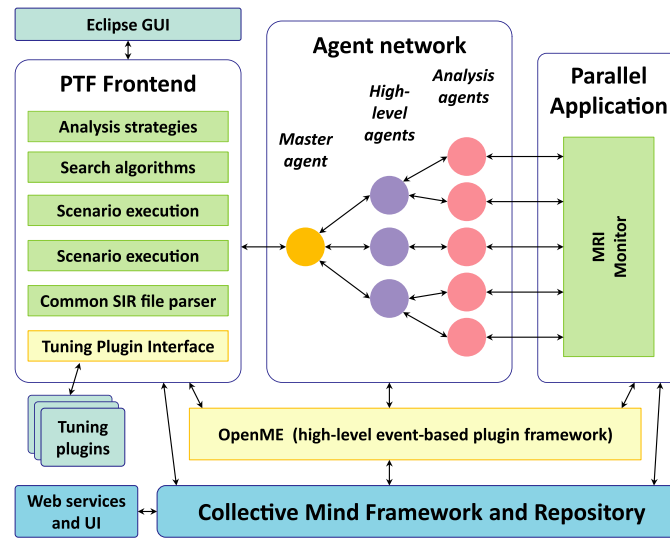 Eclipse GUI
PTF Frontend
Analysis strategies
Search algorithms
Scenario execution
Scenario execution
Common SIR file parser
Tuning Plugin Interface
Tuning
plugins
Agent network
Master
agent
High-
level
agents
Analysis
agents
Parallel
Application
MRI
Monitor
OpenME (high-level event-based plugin framework)
Web services
and UI
Collective Mind Framework and Repository